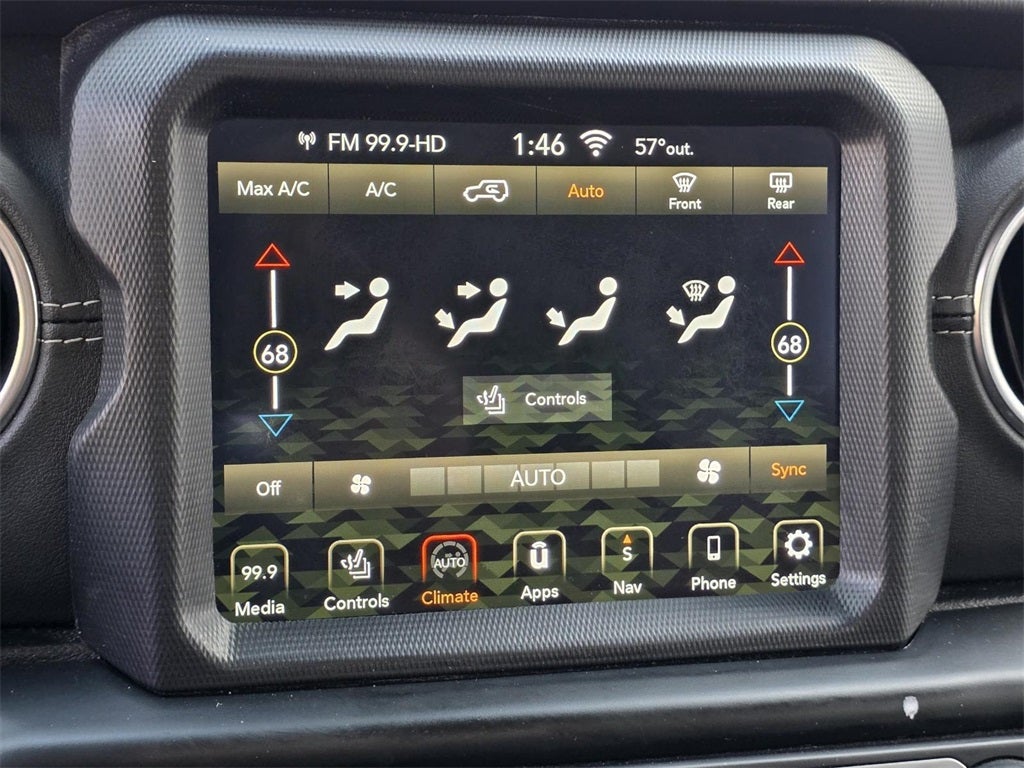 FM 99.9-HD 1:46 57°out.
Max A/C A/C Auto Front Rear
68 68
Controls
Off AUTO Sync
99.9 AUTO U S
Media Controls Climate Apps Nav Phone Settings